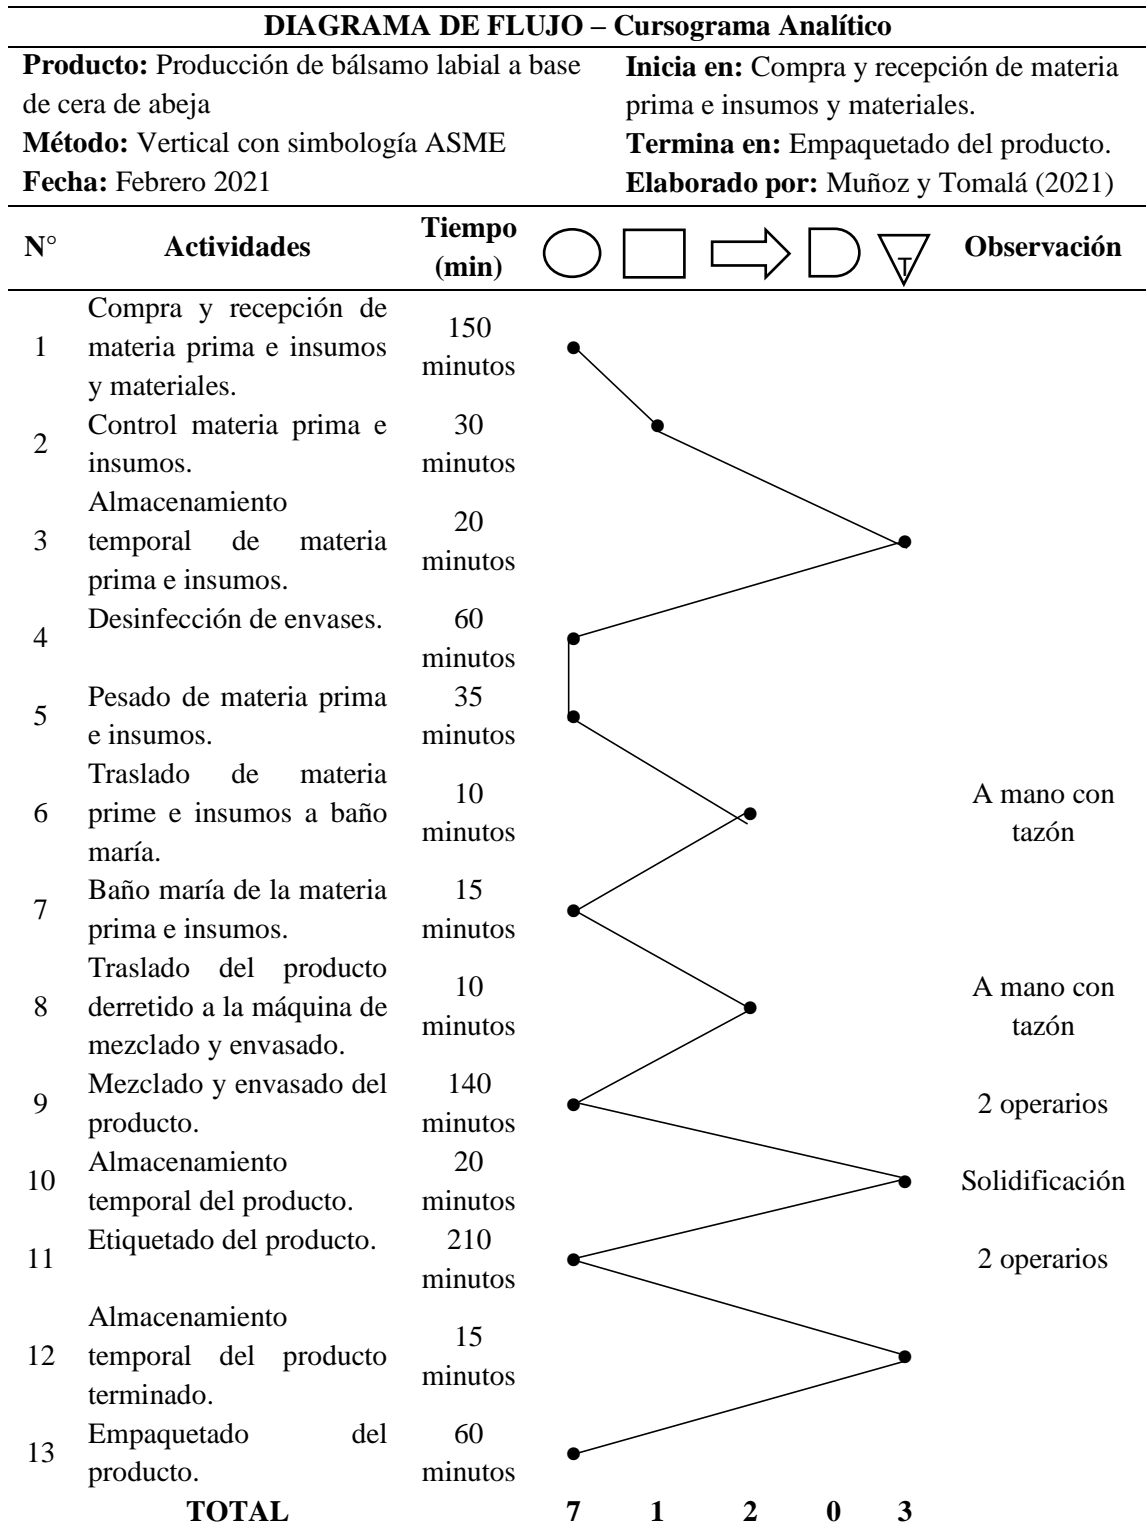 DIAGRAMA DE FLUJO – Cursograma Analítico
Producto: Producción de bálsamo labial a base
de cera de abeja
Método: Vertical con simbología ASME
Fecha: Febrero 2021
Inicia en: Compra y recepción de materia
prima e insumos y materiales.
Termina en: Empaquetado del producto.
Elaborado por: Muñoz y Tomalá (2021)
N° Actividades Tiempo (min) T Observación
1 Compra y recepción de
materia prima e insumos
y materiales.
150
minutos
2 Control materia prima e
insumos.
30
minutos
3 Almacenamiento
temporal de materia
prima e insumos.
20
minutos
4 Desinfección de envases.
60
minutos
5 Pesado de materia prima
e insumos.
35
minutos
6 Traslado de materia
prime e insumos a baño
maría.
10
minutos
A mano con
tazón
7 Baño maría de la materia
prima e insumos.
15
minutos
8 Traslado del producto
derretido a la máquina de
mezclado y envasado.
10
minutos
A mano con
tazón
9 Mezclado y envasado del
producto.
140
minutos
2 operarios
10 Almacenamiento
temporal del producto.
20
minutos
Solidificación
11 Etiquetado del producto.
210
minutos
2 operarios
12 Almacenamiento
temporal del producto
terminado.
15
minutos
13 Empaquetado del
producto.
60
minutos
TOTAL 7 1 2 0 3